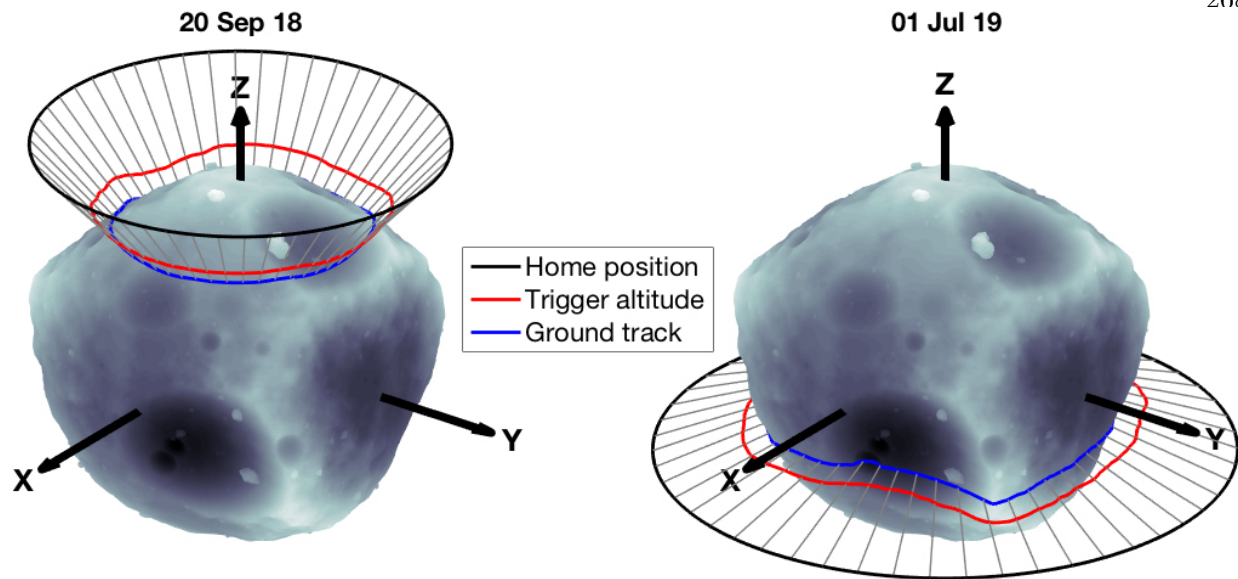 20 Sep 18
01 Jul 19
Z
Z
Home position
Trigger altitude
Ground track
Y
Y
X
X